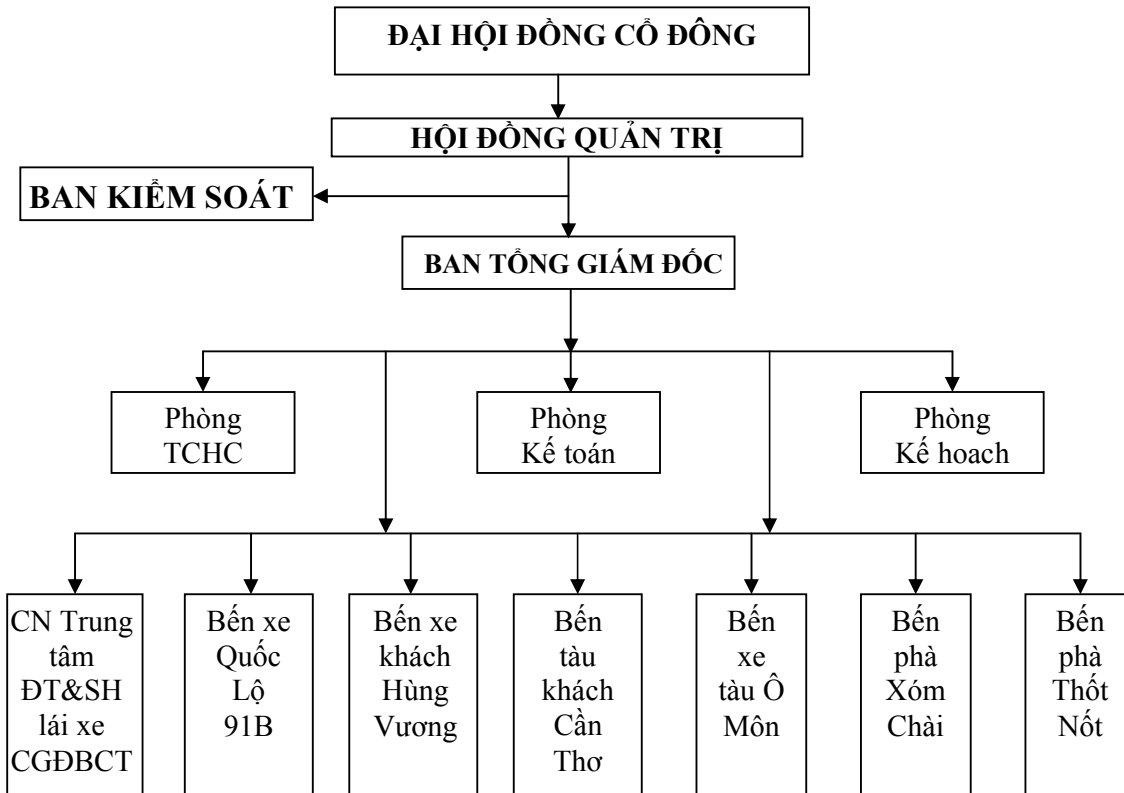 ĐẠI HỘI ĐỒNG CỔ ĐÔNG
HỘI ĐỒNG QUẢN TRỊ
BAN KIỂM SOÁT
BAN TỔNG GIÁM ĐỐC
Phòng
TCHC
Phòng
Kế toán
Phòng
Kế hoach
CN Trung
tâm
ĐT&SH
lái xe
CGĐBCT
Bến xe
Quốc
Lộ
91B
Bến xe
khách
Hùng
Vương
Bến
tàu
khách
Cần
Thơ
Bến
xe
tàu Ô
Môn
Bến
phà
Xóm
Chài
Bến
phà
Thốt
Nốt